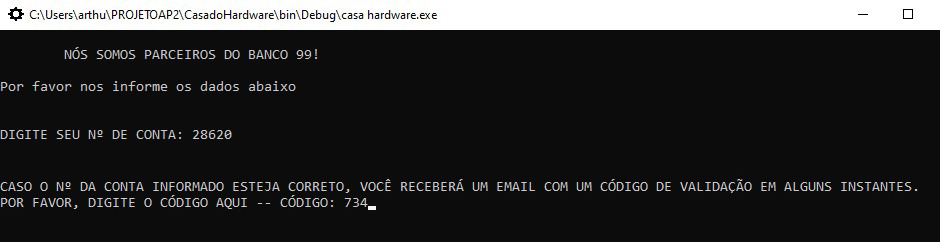 C:\Users\arthu\PROJETOAP2\CasadoHardware\bin\Debug\casa hardware.exe
NÓS SOMOS PARCEIROS DO BANCO 99!
Por favor nos informe os dados abaixo
DIGITE SEU Nº DE CONTA: 28620
CASO O Nº DA CONTA INFORMADO ESTEJA CORRETO, VOCÊ RECEBERÁ UM EMAIL COM UM CÓDIGO DE VALIDAÇÃO EM ALGUNS INSTANTES.
POR FAVOR, DIGITE O CÓDIGO AQUI -- CÓDIGO: 734